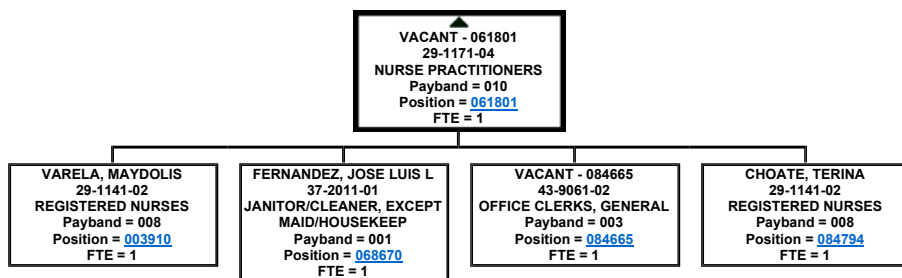 VACANT - 061801
29-1171-04
NURSE PRACTITIONERS
Payband = 010
Position = 061801
FTE = 1
VARELA, MAYDOLIS
29-1141-02
REGISTERED NURSES
Payband = 008
Position = 003910
FTE = 1
FERNANDEZ, JOSE LUIS L
37-2011-01
JANITOR/CLEANER, EXCEPT
MAID/HOUSEKEEP
Payband = 001
Position = 068670
FTE = 1
VACANT - 084665
43-9061-02
OFFICE CLERKS, GENERAL
Payband = 003
Position = 084665
FTE = 1
CHOATE, TERINA
29-1141-02
REGISTERED NURSES
Payband = 008
Position = 084794
FTE = 1